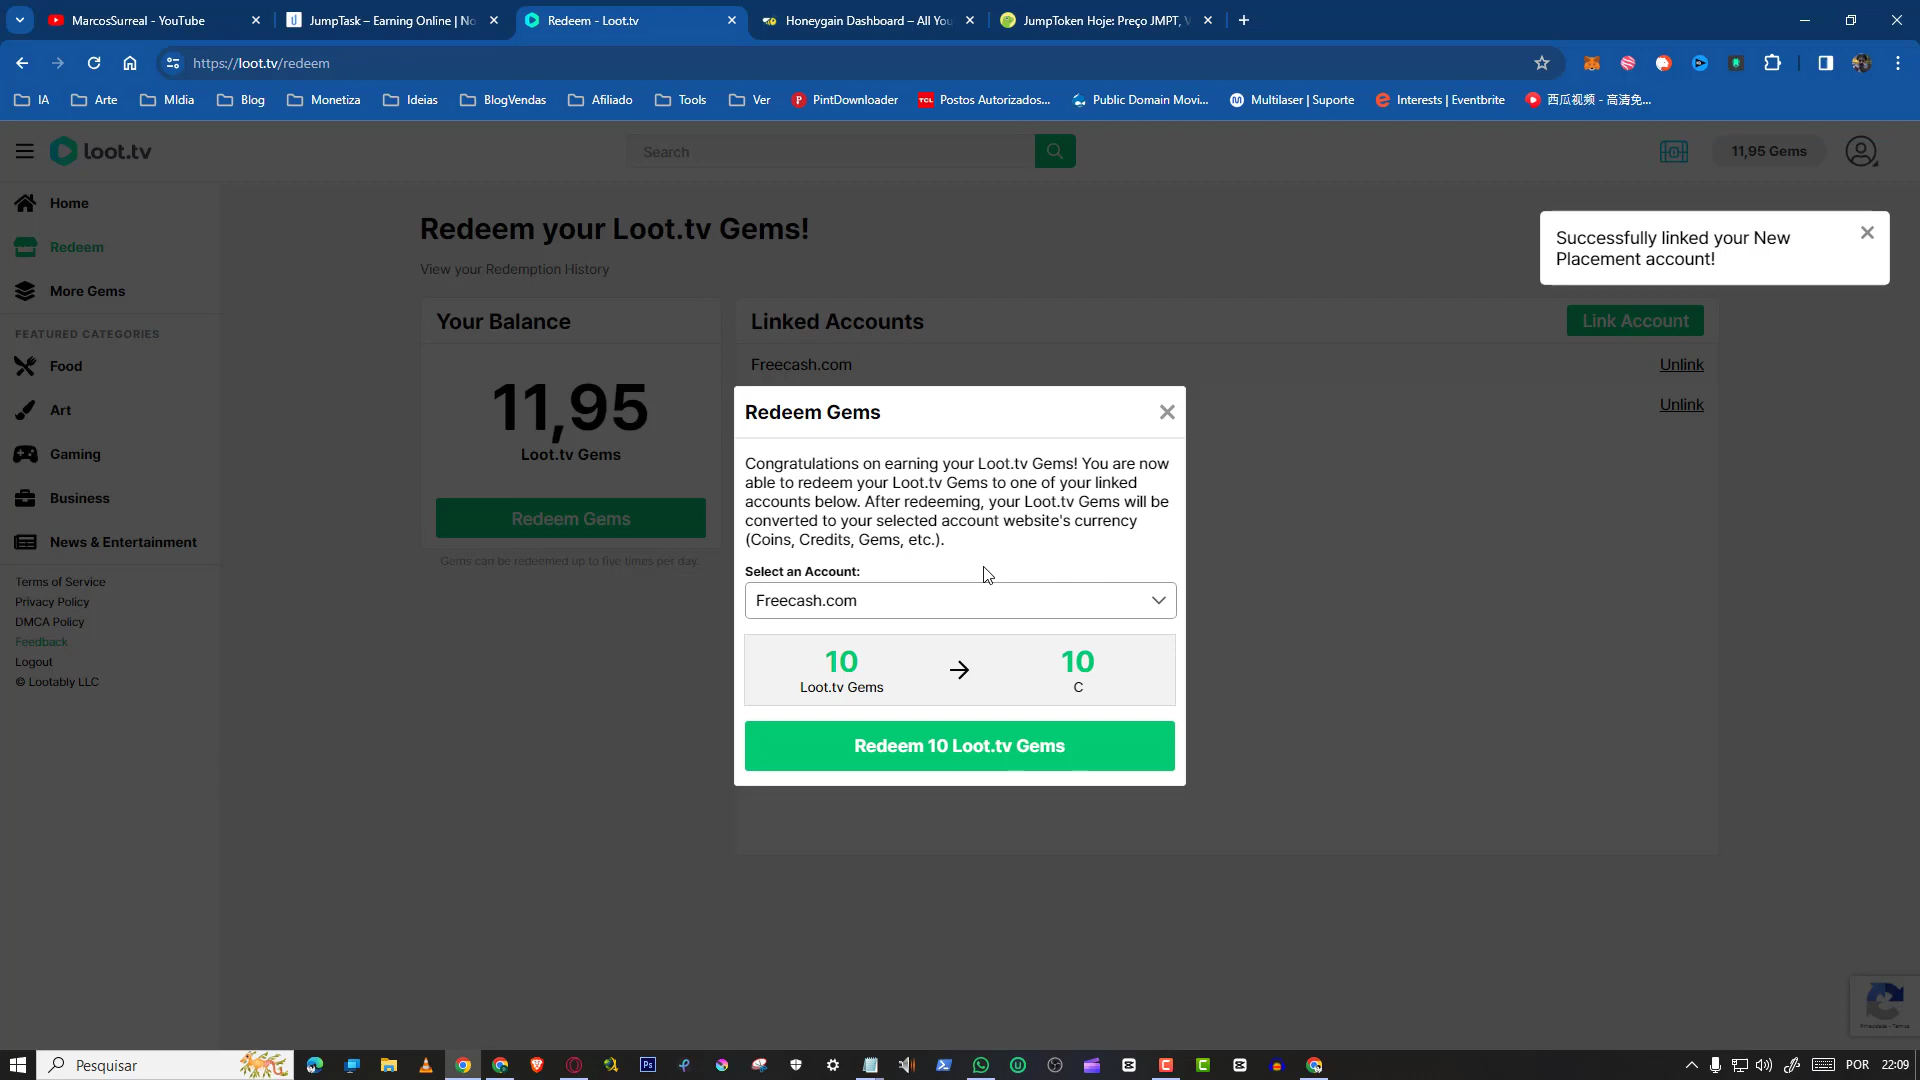 MarcosSurreal - YouTube
JumpTask – Earning Online | No
Redeem - Loot.tv
Honeygain Dashboard – All You
JumpToken Hoje: Preço JMPT, V
https://loot.tv/redeem
IA
Arte
MIdia
Blog
Monetiza
Ideias
BlogVendas
Afiliado
Tools
Ver
PintDownloader
TCL
Postos Autorizados...
Public Domain Movi...
Multilaser | Suporte
Interests | Eventbrite
西瓜视频 - 高清免...
loot.tv
Search
11,95 Gems
Home
Redeem
More Gems
FEATURED CATEGORIES
Food
Art
Gaming
Business
News & Entertainment
Terms of Service
Privacy Policy
DMCA Policy
Feedback
Logout
© Lootably LLC
Redeem your Loot.tv Gems!
View your Redemption History
Your Balance
11,95
Loot.tv Gems
Redeem Gems
Gems can be redeemed up to five times per day.
Linked Accounts
Link Account
Freecash.com
Unlink
Unlink
Successfully linked your New
Placement account!
Redeem Gems
Congratulations on earning your Loot.tv Gems! You are now
able to redeem your Loot.tv Gems to one of your linked
accounts below. After redeeming, your Loot.tv Gems will be
converted to your selected account website's currency
(Coins, Credits, Gems, etc.).
Select an Account:
Freecash.com
10
Loot.tv Gems
10
C
Redeem 10 Loot.tv Gems
Pesquisar
Ps
POR
22:09